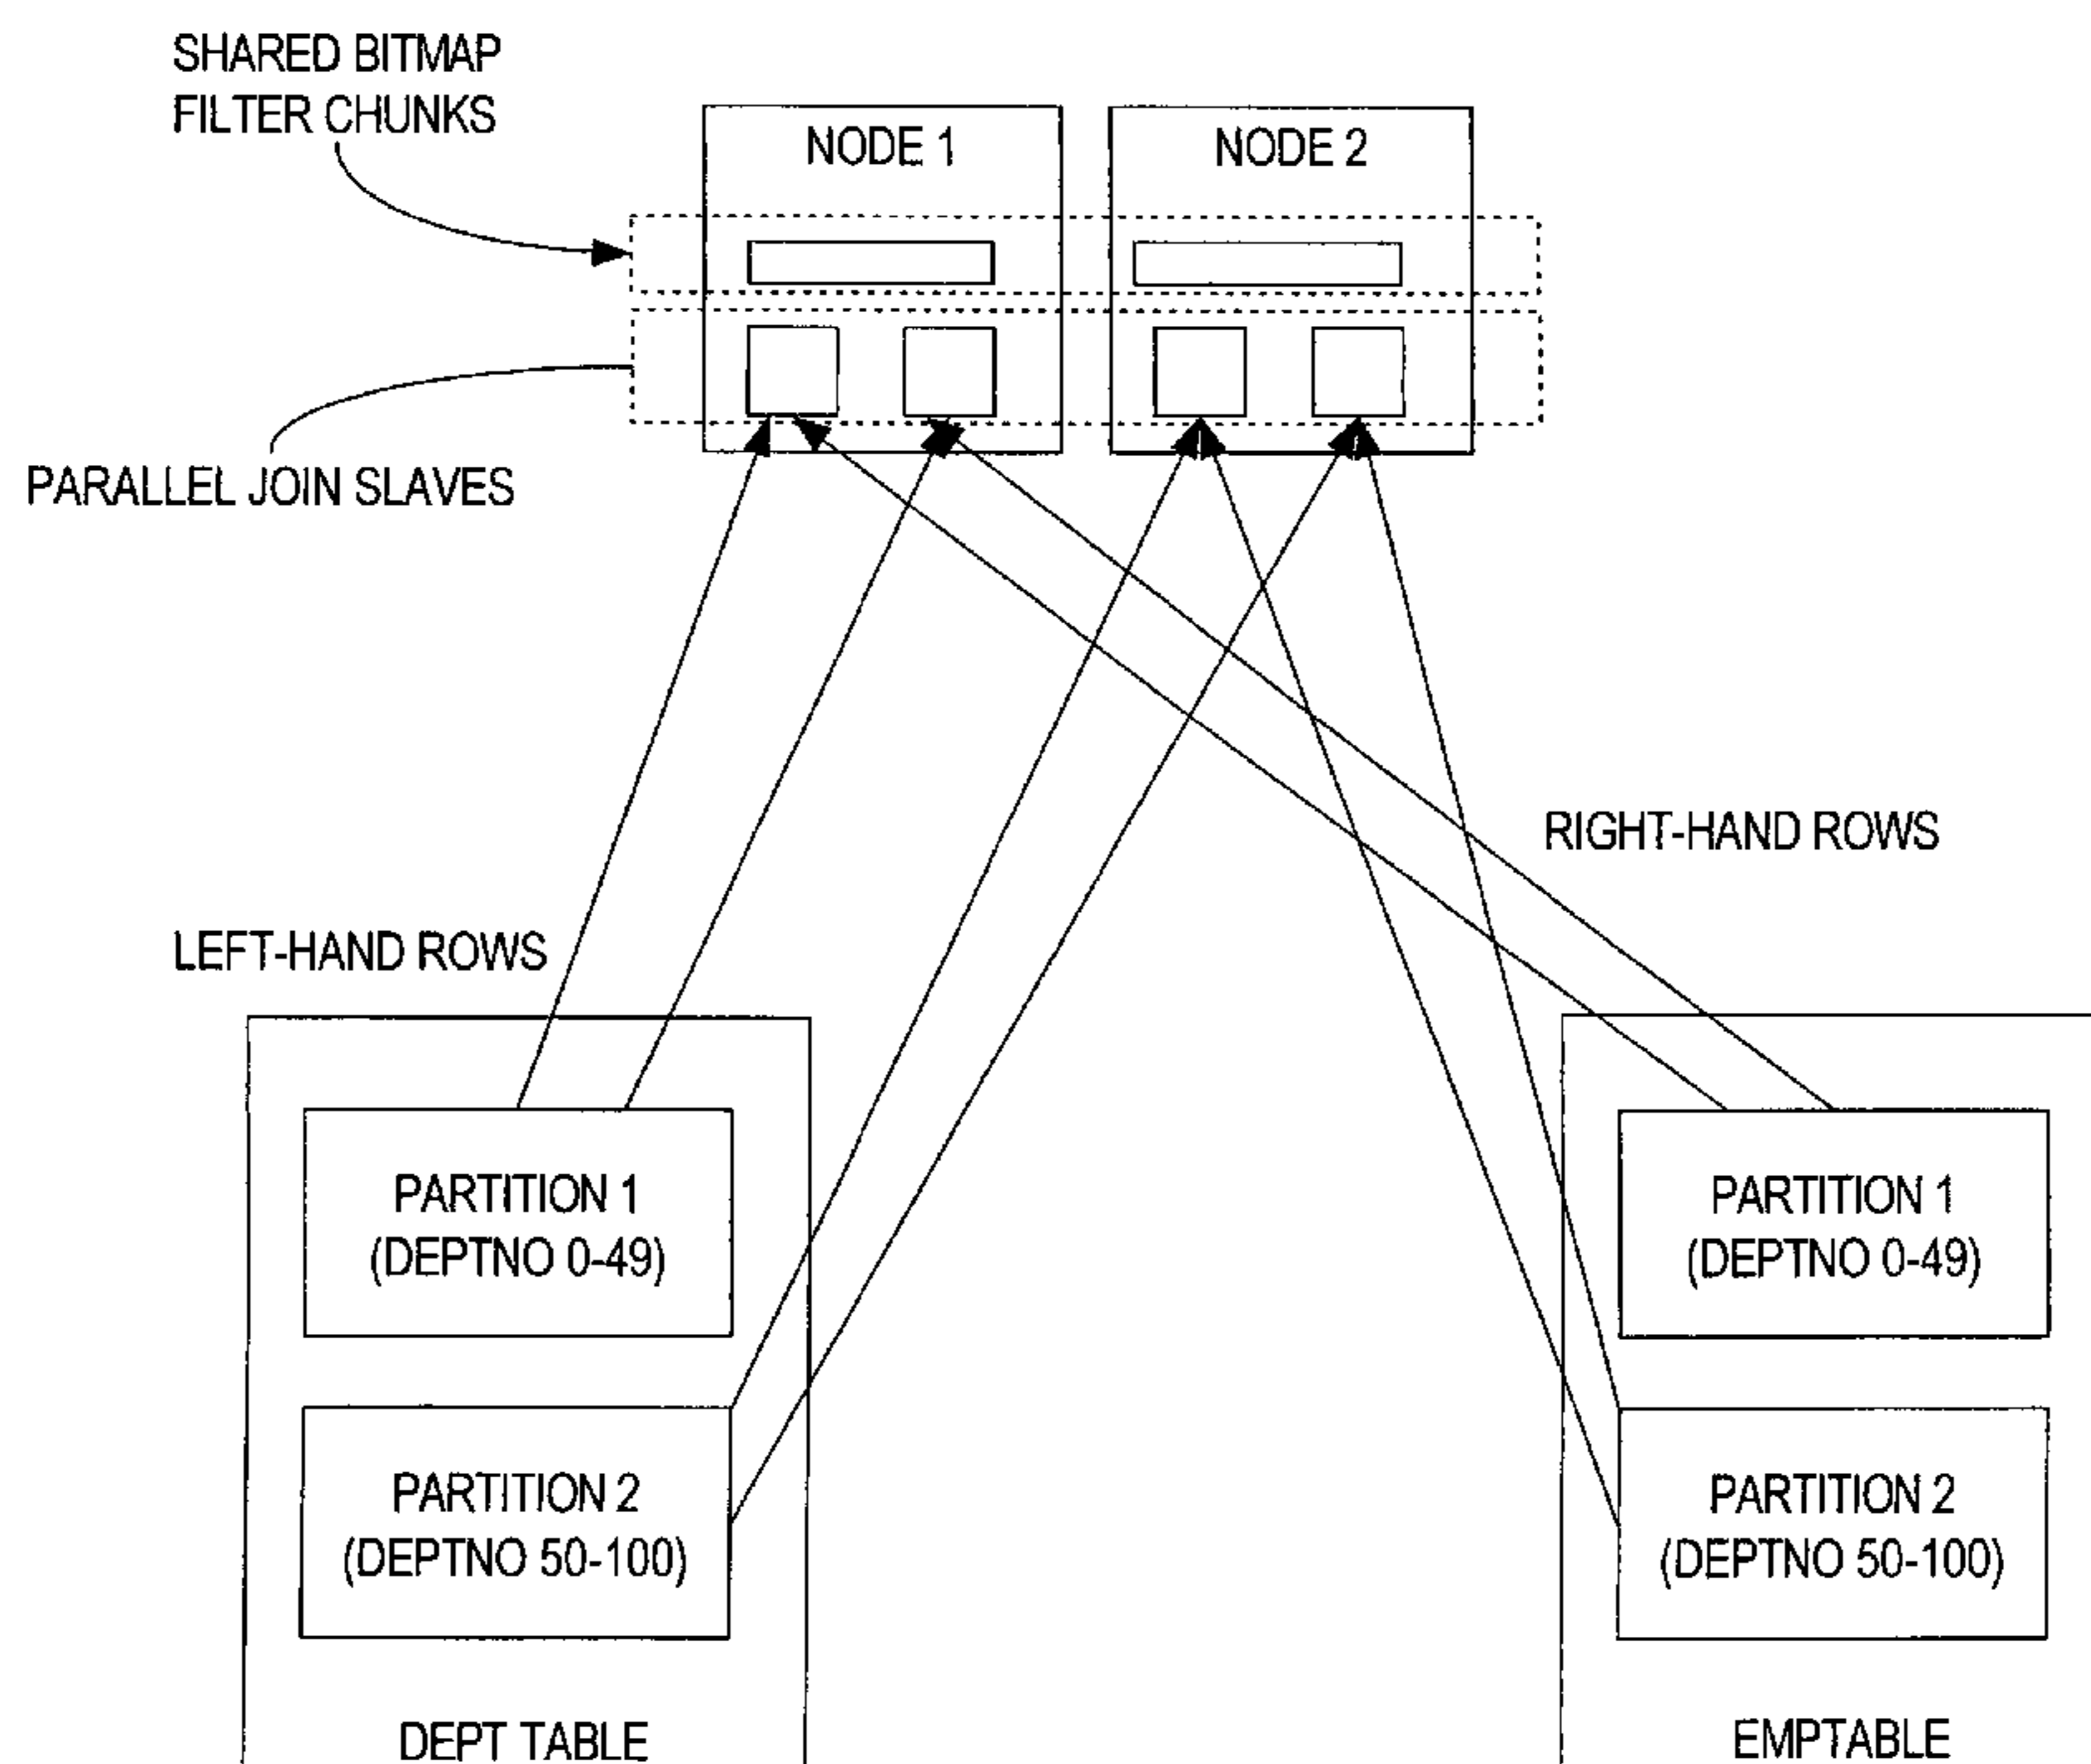 SHARED BITMAP
FILTER CHUNKS
NODE 1
NODE 2
PARALLEL JOIN SLAVES
RIGHT-HAND ROWS
LEFT-HAND ROWS
PARTITION 1
(DEPTNO 0-49)
PARTITION 1
(DEPTNO 0-49)
PARTITION 2
(DEPTNO 50-100)
PARTITION 2
(DEPTNO 50-100)
DEPT TABLE
EMPTABLE